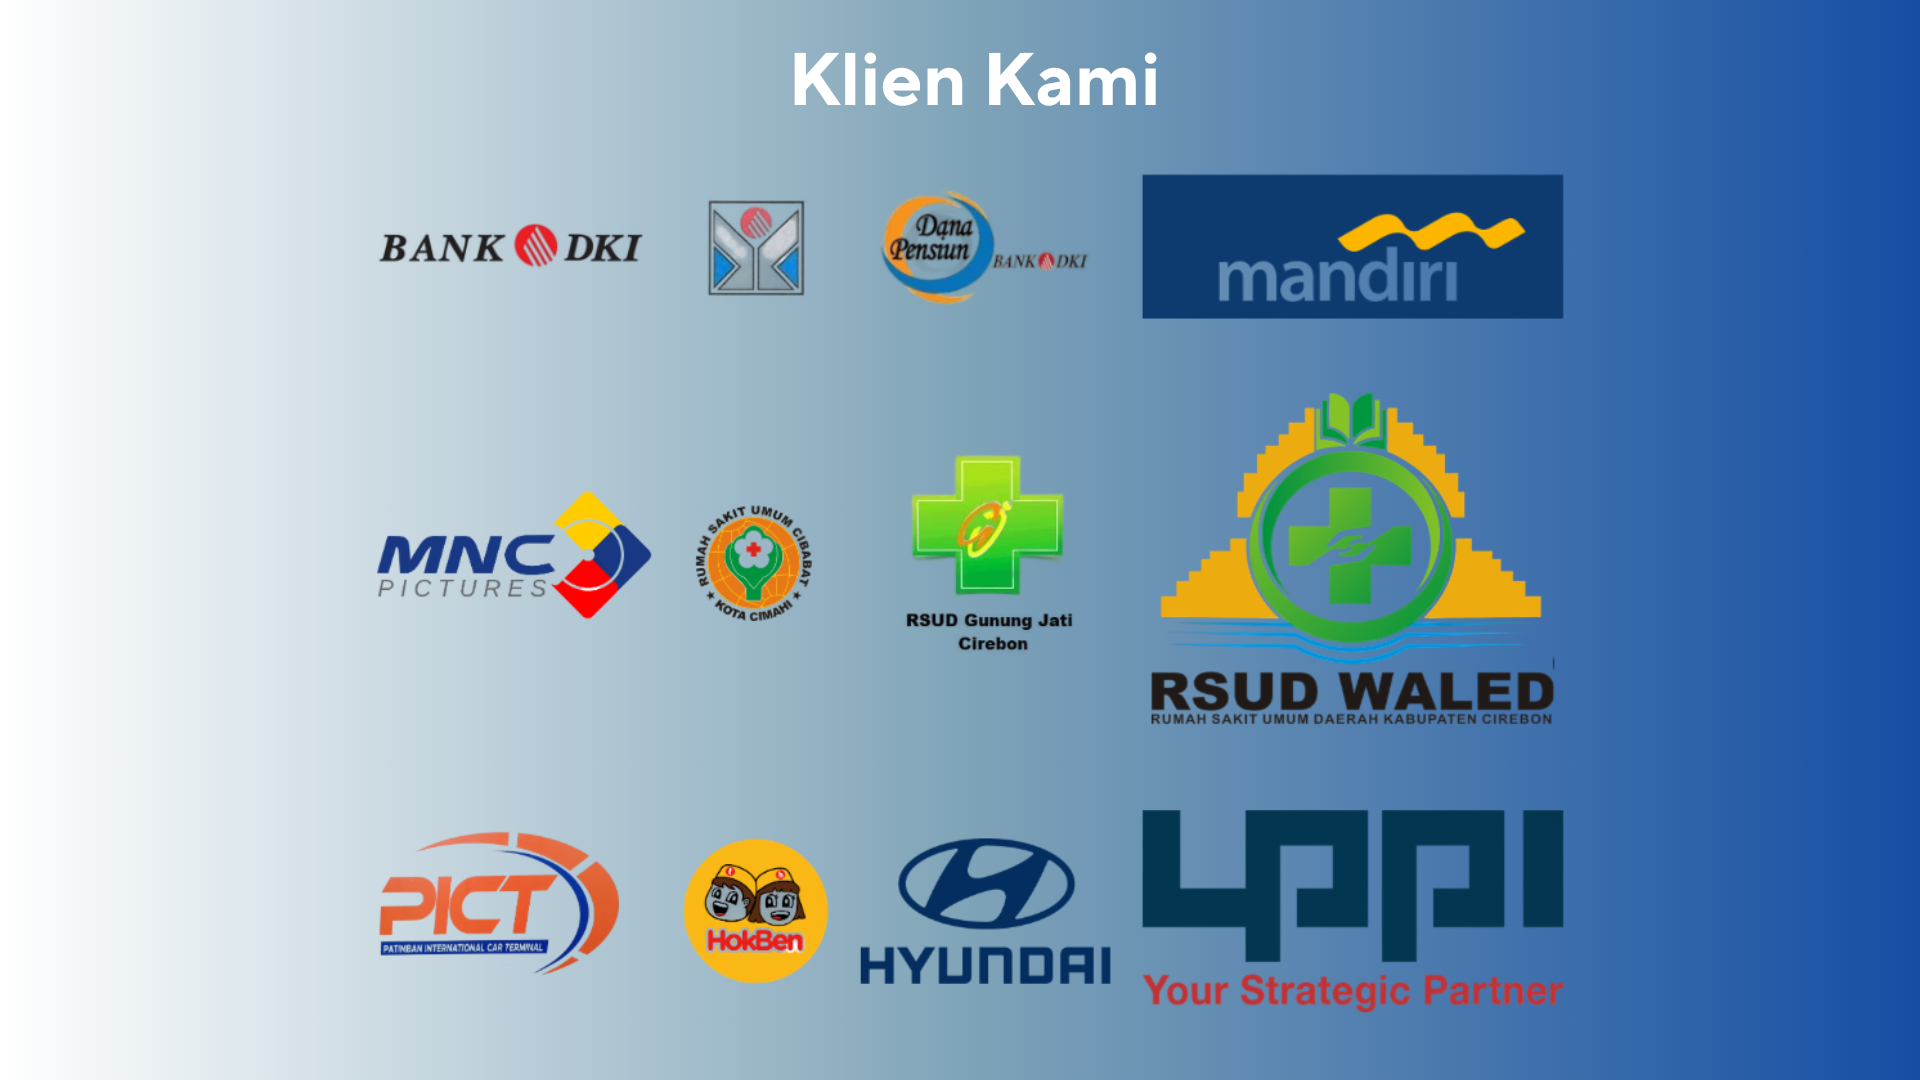 Klien Kami
BANK DKI
Dana
Pensiun
BANK DKI
mandiri
MNC
PICTURES
RUMAH SAKIT UMUM CIBABAT
KOTA CIMAHI
RSUD Gunung Jati
Cirebon
RSUD WALED
RUMAH SAKIT UMUM DAERAH KABUPATEN CIREBON
PICT
PATIMBAN INTERNATIONAL CAR TERMINAL
HokBen
HYUNDAI
LPPI
Your Strategic Partner